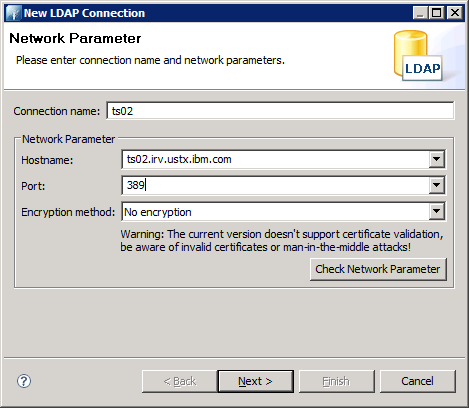 New LDAP Connection
Network Parameter
Please enter connection name and network parameters.
LDAP
Connection name: ts02
Network Parameter
Hostname: ts02.irv.ustx.ibm.com
Port: 389
Encryption method: No encryption
Warning: The current version doesn't support certificate validation,
be aware of invalid certificates or man-in-the-middle attacks!
Check Network Parameter
? < Back Next > Finish Cancel